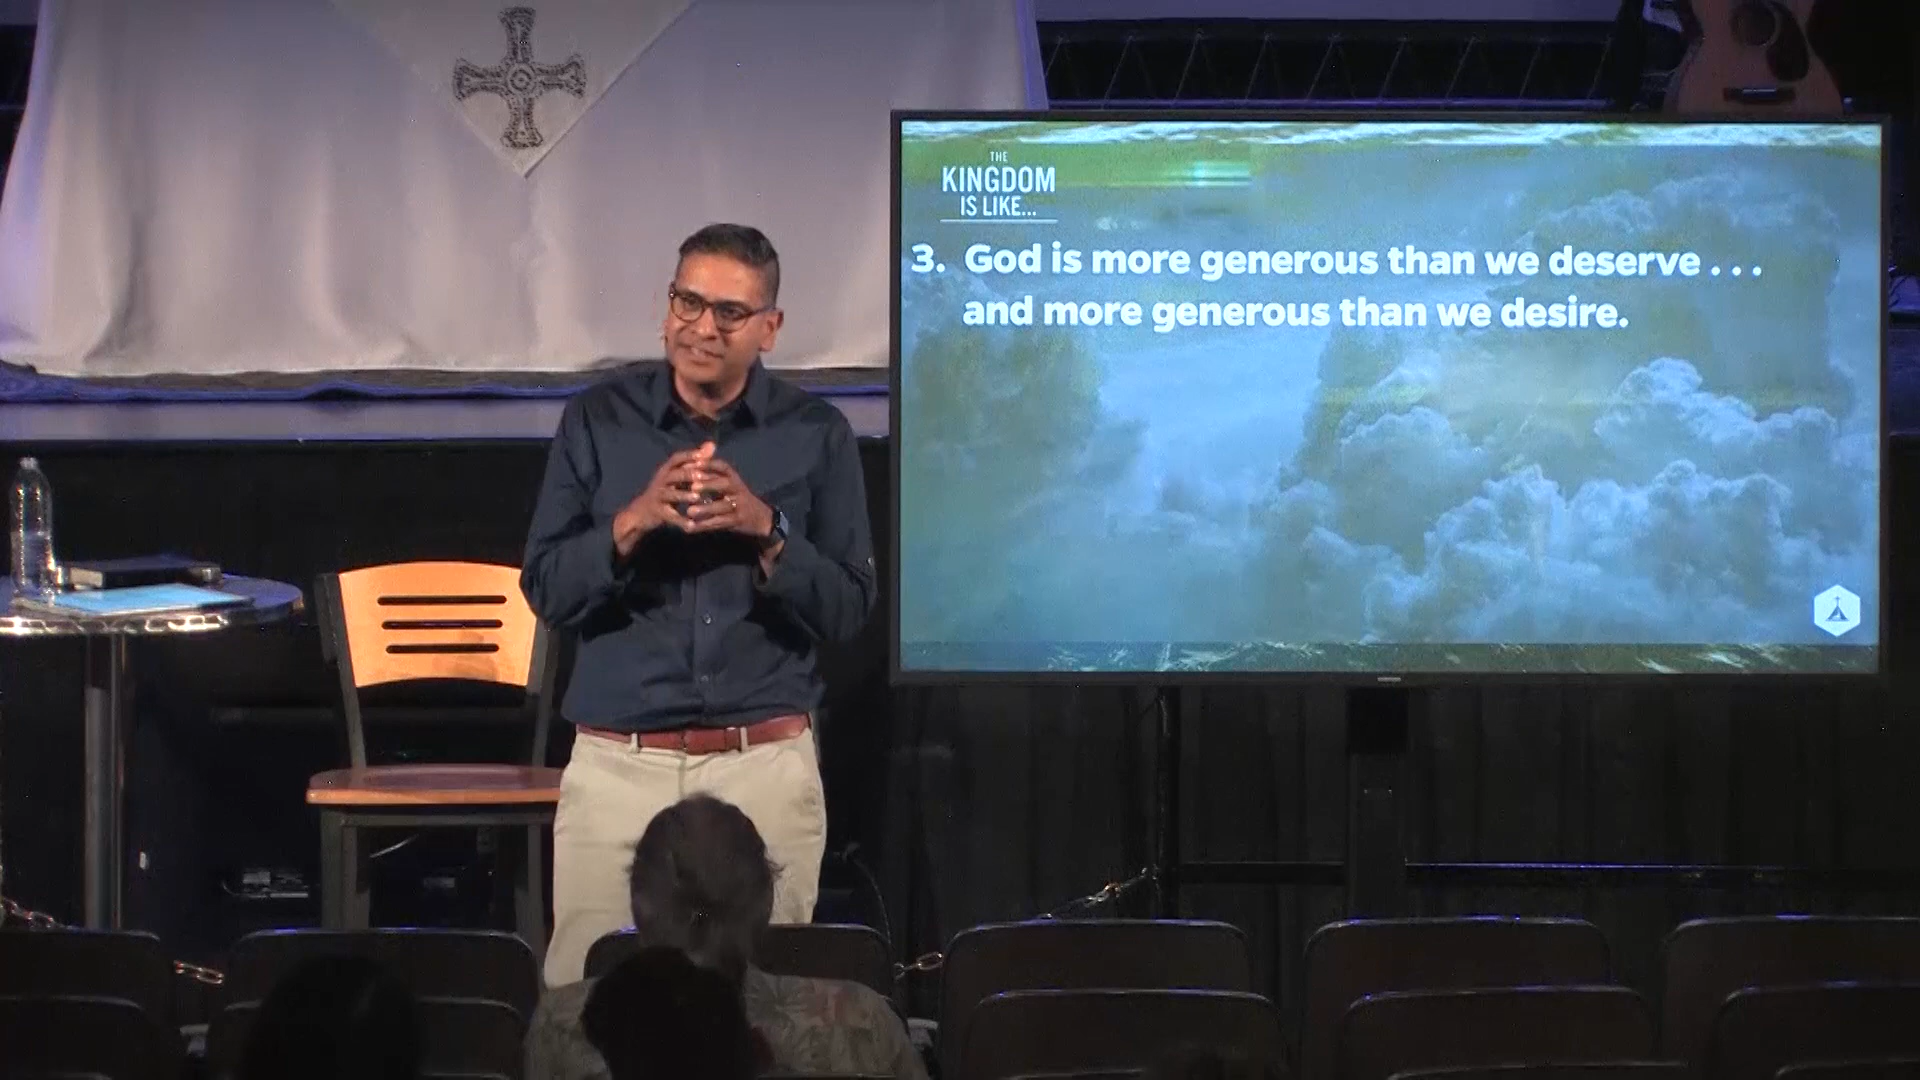 THE
KINGDOM
IS LIKE...
3. God is more generous than we deserve . . .
and more generous than we desire.